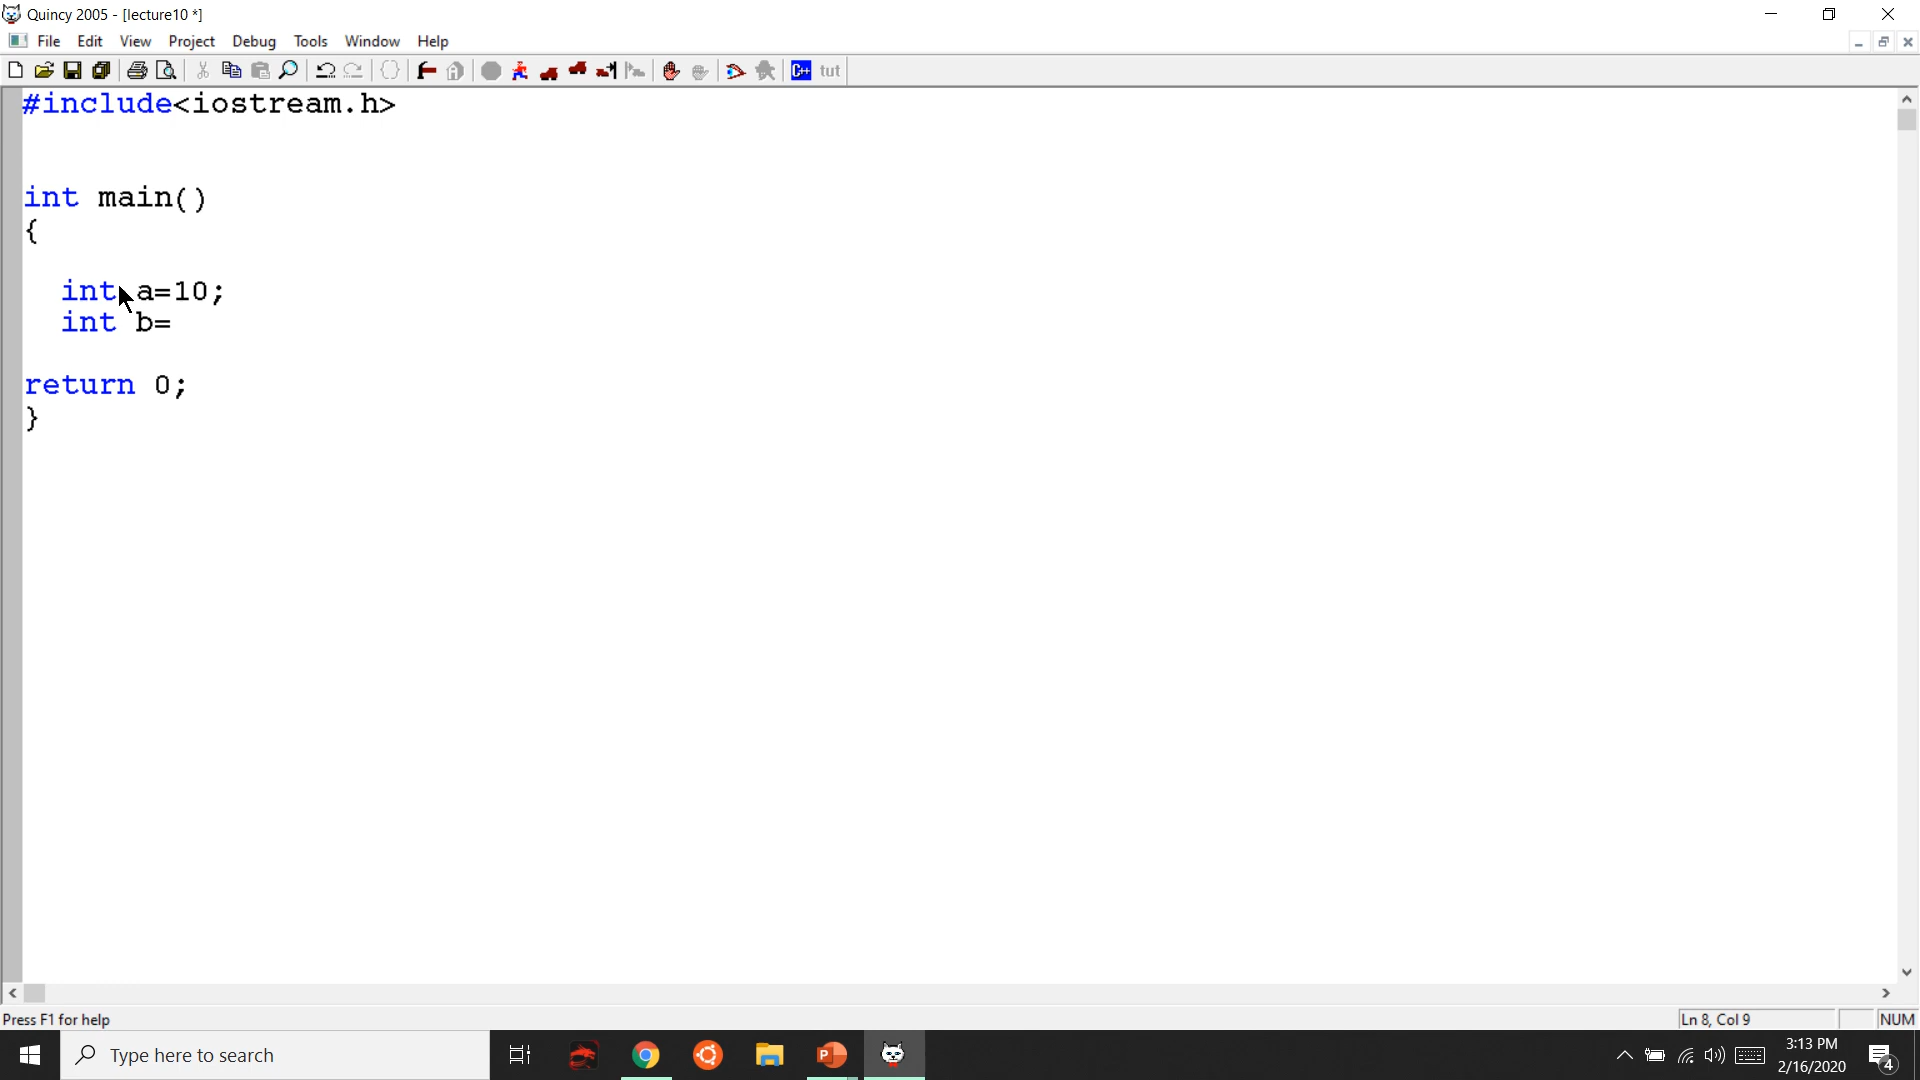 Quincy 2005 - [lecture10 *]
File Edit View Project Debug Tools Window Help
C++ tut
#include<iostream.h>
int main()
{
int a=10;
int b=
return 0;
}
Press F1 for help
Ln 8, Col 9
NUM
Type here to search
3:13 PM
2/16/2020
4